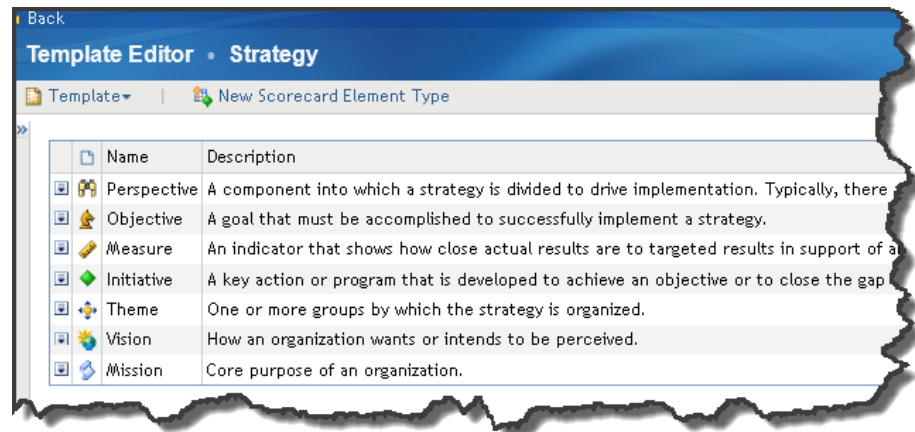 Back
Template Editor • Strategy
Template | New Scorecard Element Type
Name Description
Perspective A component into which a strategy is divided to drive implementation. Typically, there
Objective A goal that must be accomplished to successfully implement a strategy.
Measure An indicator that shows how close actual results are to targeted results in support of
Initiative A key action or program that is developed to achieve an objective or to close the gap
Theme One or more groups by which the strategy is organized.
Vision How an organization wants or intends to be perceived.
Mission Core purpose of an organization.